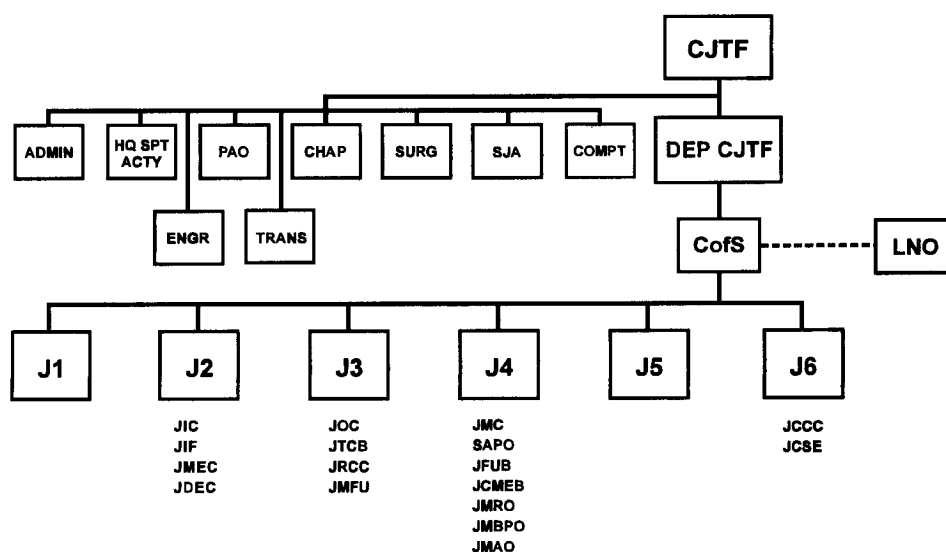 CJTF
ADMIN
HQ SPT
ACTY
PAO
CHAP
SURG
SJA
COMPT
DEP CJTF
ENGR
TRANS
CofS
LNO
J1
J2
J3
J4
J5
J6
JIC
JIF
JMEC
JDEC
JOC
JTCB
JRCC
JMFU
JMC
SAPO
JFUB
JCMEB
JMRO
JMBPO
JMAO
JCCC
JCSE